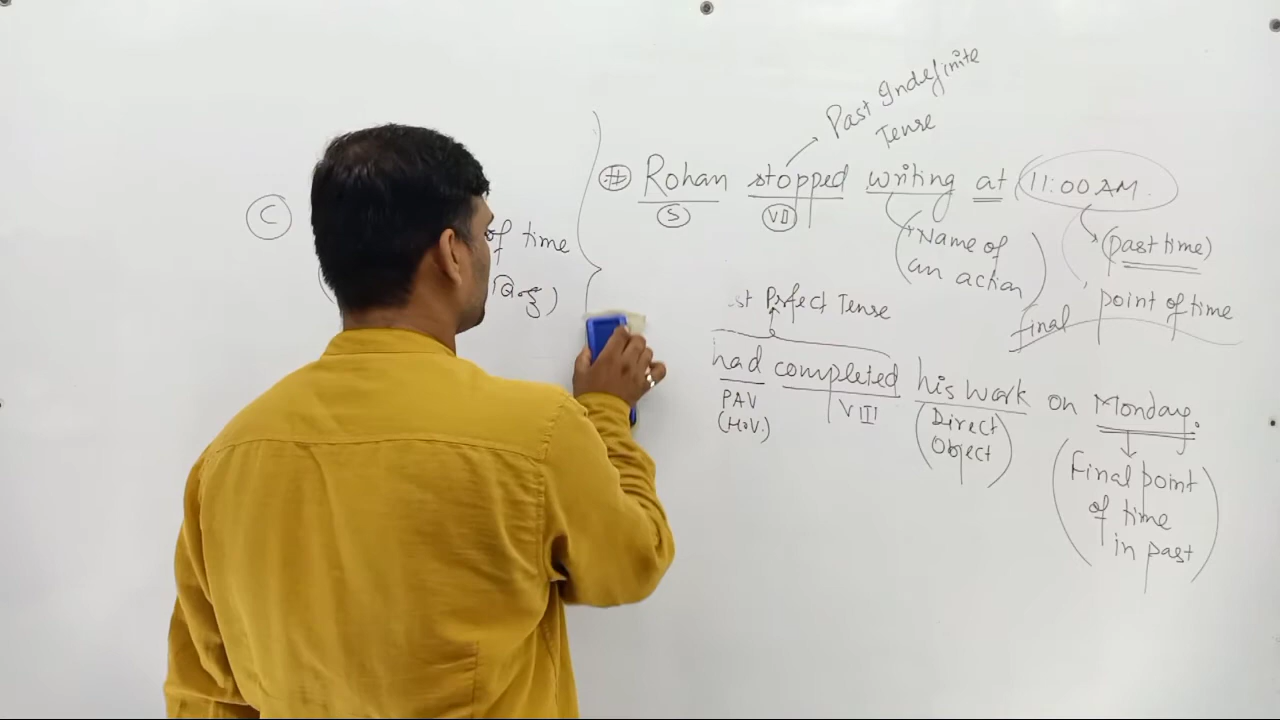 Past Indefinite
Tense
# Rohan stopped writing at (11:00 AM.
S
VII
(Name of
an action)
(past time)
final point of time
C
of time
st Prfect Tense
had completed his work on Monday.
PAV
(H.V.)
VIII
(Direct
Object)
(Final point
of time
in past)